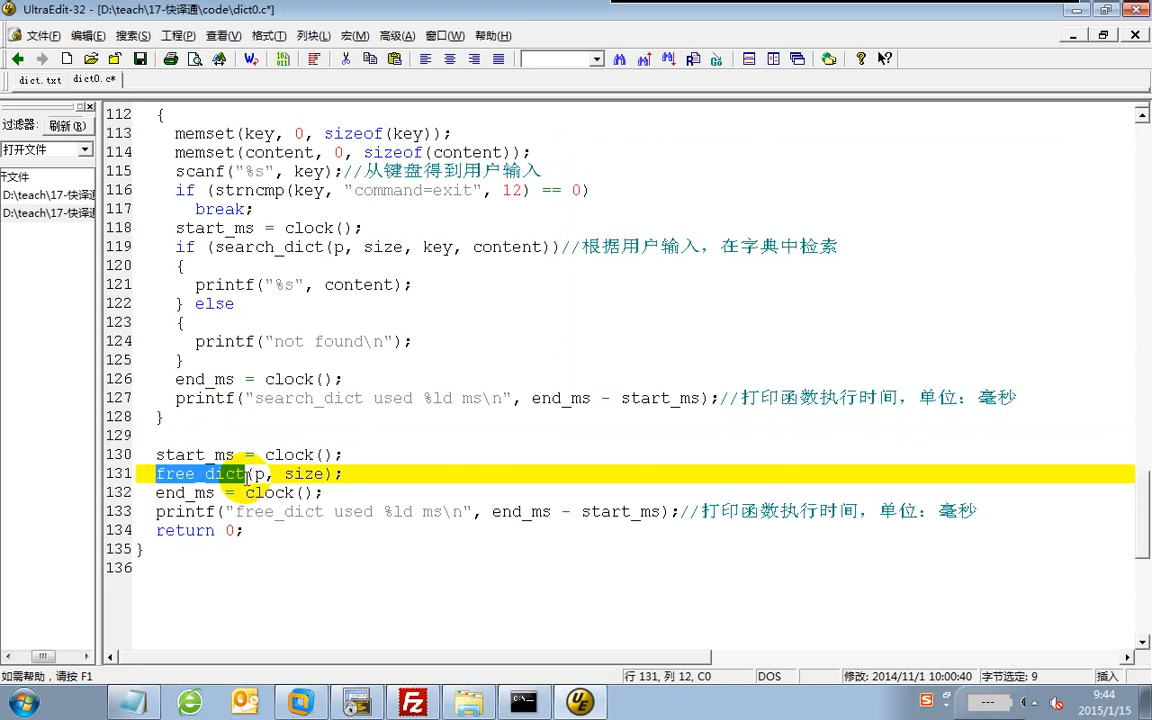 UltraEdit-32 - [D:\teach\17-快译通\code\dict0.c*]
文件(F) 编辑(E) 搜索(S) 工程(P) 查看(V) 格式(T) 列块(L) 宏(M) 高级(A) 窗口(W) 帮助(H)
dict.txt dict0.c*
过滤器: 刷新(R)
打开文件
开文件
D:\teach\17-快译
D:\teach\17-快译
112 {
113 memset(key, 0, sizeof(key));
114 memset(content, 0, sizeof(content));
115 scanf("%s", key);//从键盘得到用户输入
116 if (strncmp(key, "command=exit", 12) == 0)
117 break;
118 start_ms = clock();
119 if (search_dict(p, size, key, content))//根据用户输入，在字典中检索
120 {
121 printf("%s", content);
122 } else
123 {
124 printf("not found\n");
125 }
126 end_ms = clock();
127 printf("search_dict used %ld ms\n", end_ms - start_ms);//打印函数执行时间，单位：毫秒
128 }
129
130 start_ms = clock();
131 free_dict(p, size);
132 end_ms = clock();
133 printf("free_dict used %ld ms\n", end_ms - start_ms);//打印函数执行时间，单位：毫秒
134 return 0;
135 }
136
如需帮助，请按 F1 行 131, 列 12, C0 DOS 修改: 2014/11/1 10:00:40 字节选定: 9 插入
9:44
2015/1/15